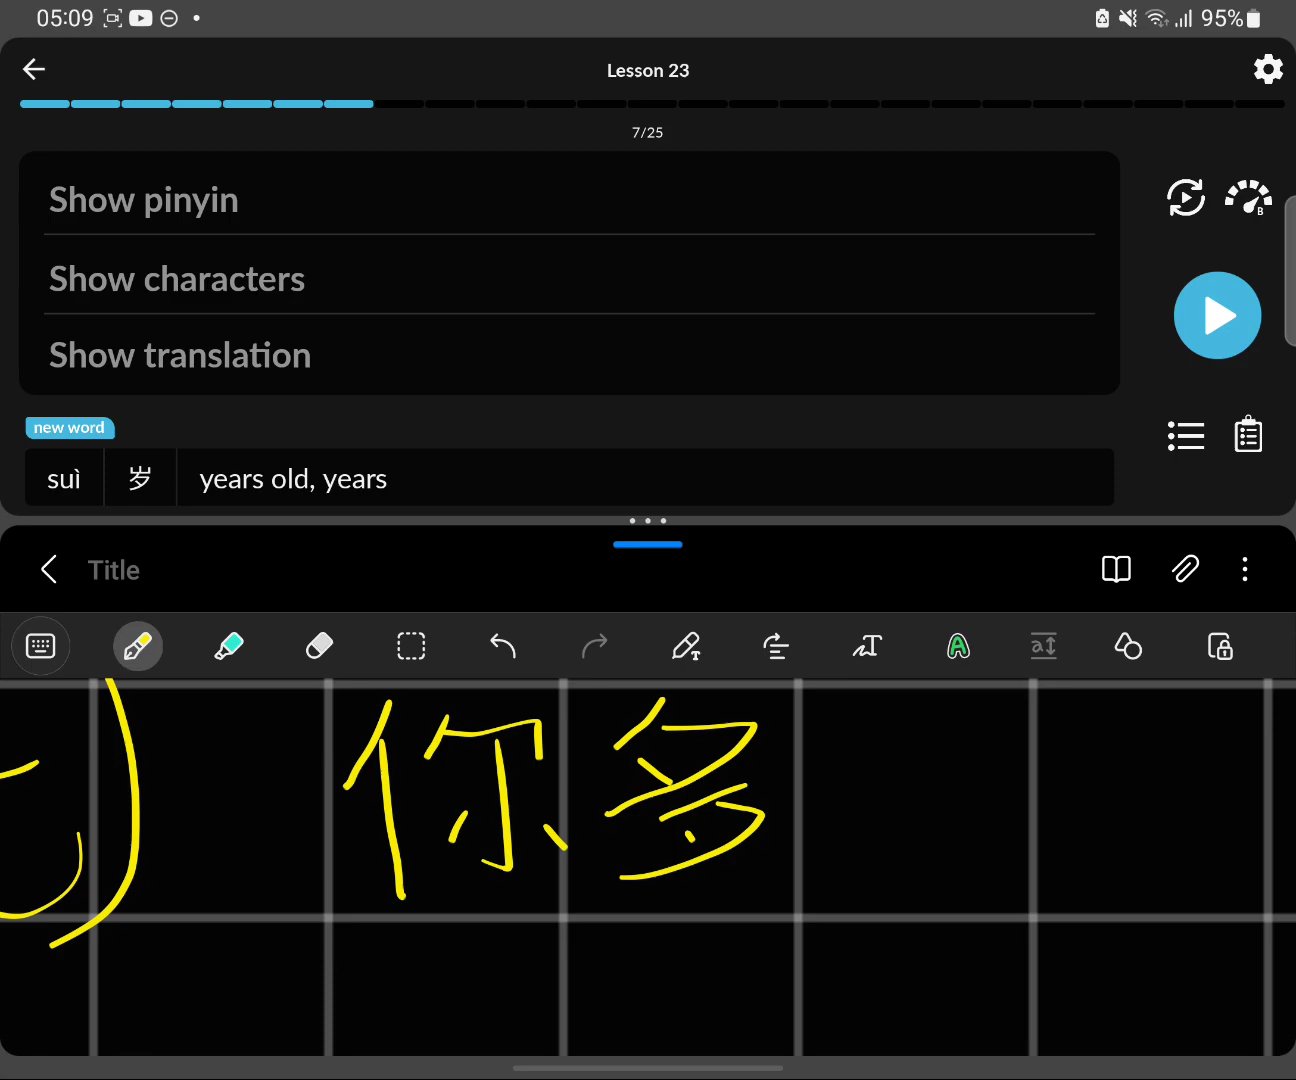 05:09
95%
Lesson 23
7/25
Show pinyin
Show characters
Show translation
new word
suì 岁 years old, years
Title
你多